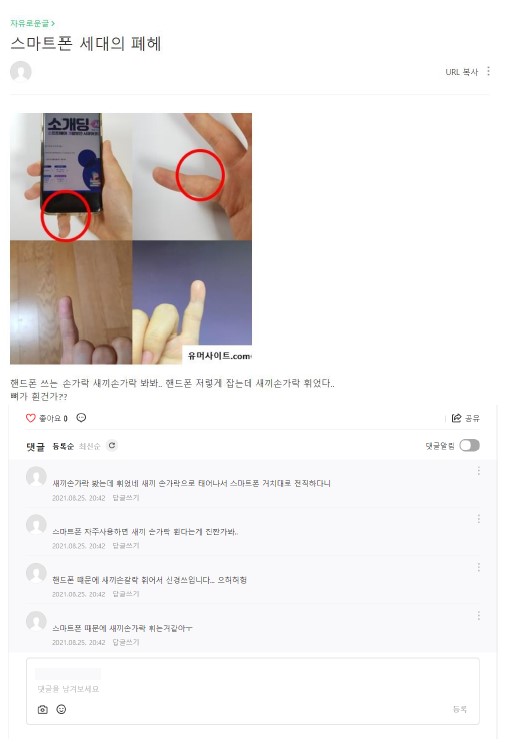 자유로운글 >
스마트폰 세대의 폐헤
URL 복사
소개딩
유머사이트.com
핸드폰 쓰는 손가락 새끼손가락 봐봐.. 핸드폰 저렇게 잡는데 새끼손가락 휘었다..
뼈가 휜건가??
좋아요 0
공유
댓글 등록순 최신순
댓글알림
새끼손가락 봤는데 휘었네 새끼 손가락으로 태어나서 스마트폰 거치대로 전직하다니
2021.08.25. 20:42 답글쓰기
스마트폰 자주사용하면 새끼 손가락 휜다는게 진짠가봐..
2021.08.25. 20:42 답글쓰기
핸드폰 때문에 새끼손갈락 휘어서 신경쓰입니다... 으허허헝
2021.08.25. 20:42 답글쓰기
스마트폰 때문에 새끼손가락 휘는거같아ㅜ
2021.08.25. 20:42 답글쓰기
댓글을 남겨보세요
등록